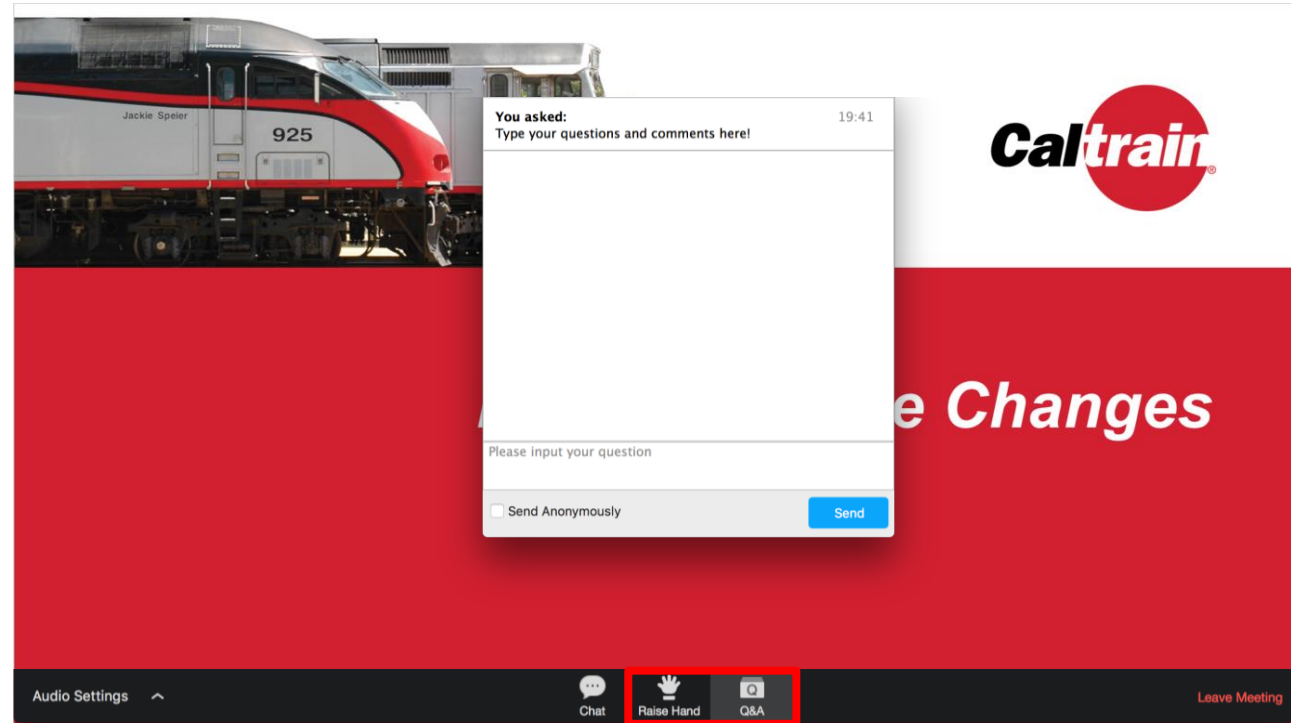 Jackie Speier
925
You asked:
19:41
Type your questions and comments here!
Caltrain®
e Changes
Please input your question
Send Anonymously
Send
Audio Settings
Chat
Raise Hand
Q
Q&A
Leave Meeting